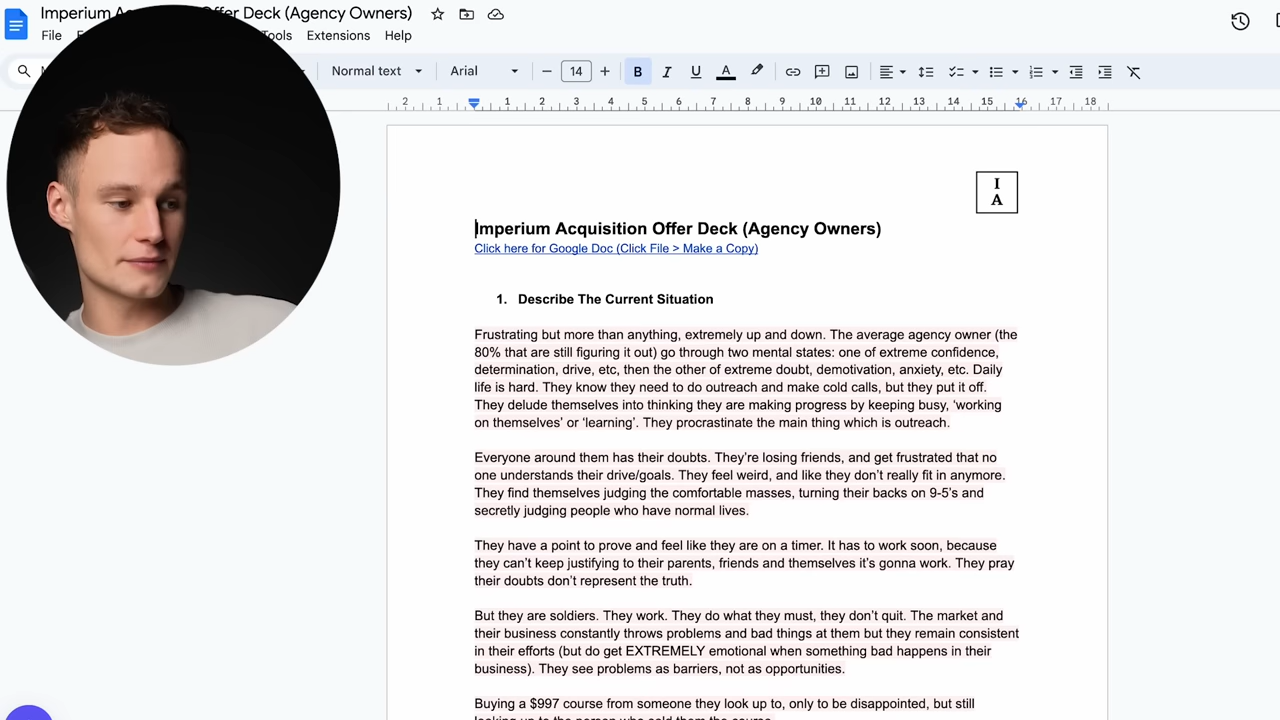 Imperium A
ffer Deck (Agency Owners)
File
Tools
Extensions
Help
Normal text
Arial
14
B
I
U
A
2 1 1 2 3 4 5 6 7 8 9 10 11 12 13 14 15 16 17 18
I
A
Imperium Acquisition Offer Deck (Agency Owners)
Click here for Google Doc (Click File > Make a Copy)
1. Describe The Current Situation
Frustrating but more than anything, extremely up and down. The average agency owner (the
80% that are still figuring it out) go through two mental states: one of extreme confidence,
determination, drive, etc, then the other of extreme doubt, demotivation, anxiety, etc. Daily
life is hard. They know they need to do outreach and make cold calls, but they put it off.
They delude themselves into thinking they are making progress by keeping busy, ‘working
on themselves’ or ‘learning’. They procrastinate the main thing which is outreach.
Everyone around them has their doubts. They’re losing friends, and get frustrated that no
one understands their drive/goals. They feel weird, and like they don’t really fit in anymore.
They find themselves judging the comfortable masses, turning their backs on 9-5’s and
secretly judging people who have normal lives.
They have a point to prove and feel like they are on a timer. It has to work soon, because
they can’t keep justifying to their parents, friends and themselves it’s gonna work. They pray
their doubts don’t represent the truth.
But they are soldiers. They work. They do what they must, they don’t quit. The market and
their business constantly throws problems and bad things at them but they remain consistent
in their efforts (but do get EXTREMELY emotional when something bad happens in their
business). They see problems as barriers, not as opportunities.
Buying a $997 course from someone they look up to, only to be disappointed, but still
looking up to the person who sold them the course.